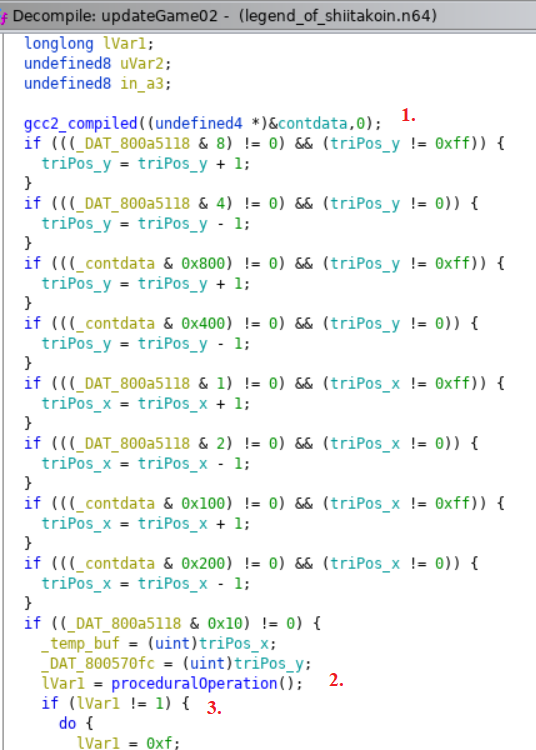 Decompile: updateGame02 - (legend_of_shiitakoin.n64)
longlong lVar1;
undefined8 uVar2;
undefined8 in_a3;
gcc2_compiled((undefined4 *)&contdata,0); 1.
if (((_DAT_800a5118 & 8) != 0) && (triPos_y != 0xff)) {
triPos_y = triPos_y + 1;
}
if (((_DAT_800a5118 & 4) != 0) && (triPos_y != 0)) {
triPos_y = triPos_y - 1;
}
if (((_contdata & 0x800) != 0) && (triPos_y != 0xff)) {
triPos_y = triPos_y + 1;
}
if (((_contdata & 0x400) != 0) && (triPos_y != 0)) {
triPos_y = triPos_y - 1;
}
if (((_DAT_800a5118 & 1) != 0) && (triPos_x != 0xff)) {
triPos_x = triPos_x + 1;
}
if (((_DAT_800a5118 & 2) != 0) && (triPos_x != 0)) {
triPos_x = triPos_x - 1;
}
if (((_contdata & 0x100) != 0) && (triPos_x != 0xff)) {
triPos_x = triPos_x + 1;
}
if (((_contdata & 0x200) != 0) && (triPos_x != 0)) {
triPos_x = triPos_x - 1;
}
if ((_DAT_800a5118 & 0x10) != 0) {
_temp_buf = (uint)triPos_x;
_DAT_800570fc = (uint)triPos_y;
lVar1 = proceduralOperation(); 2.
if (lVar1 != 1) { 3.
do {
lVar1 = 0xf;